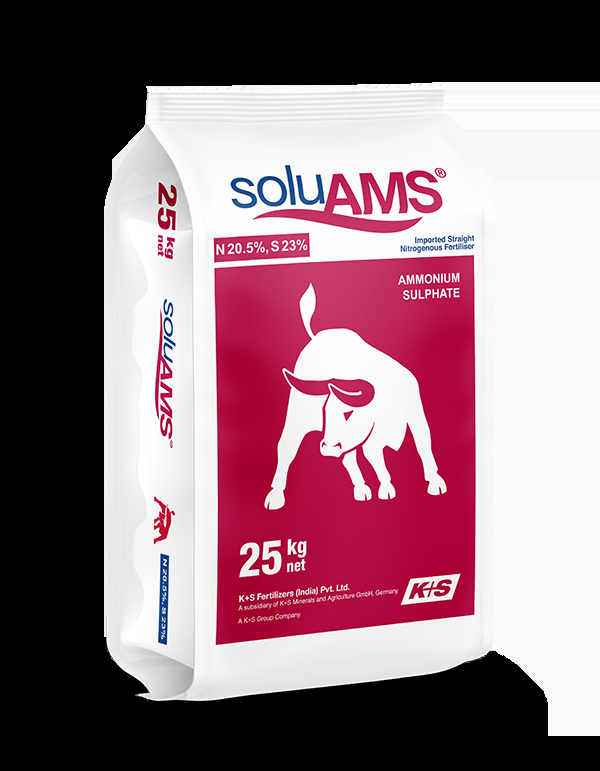 soluAMS®
N 20.5%, S 23%
Imported Straight
Nitrogenous Fertiliser
AMMONIUM
SULPHATE
25 kg
net
K+S Fertilizers (India) Pvt. Ltd.
A subsidiary of K+S Minerals and Agriculture GmbH, Germany
A K+S Group Company
K+S
25 kg
net
soluAMS®
N 20.5%, S 23%